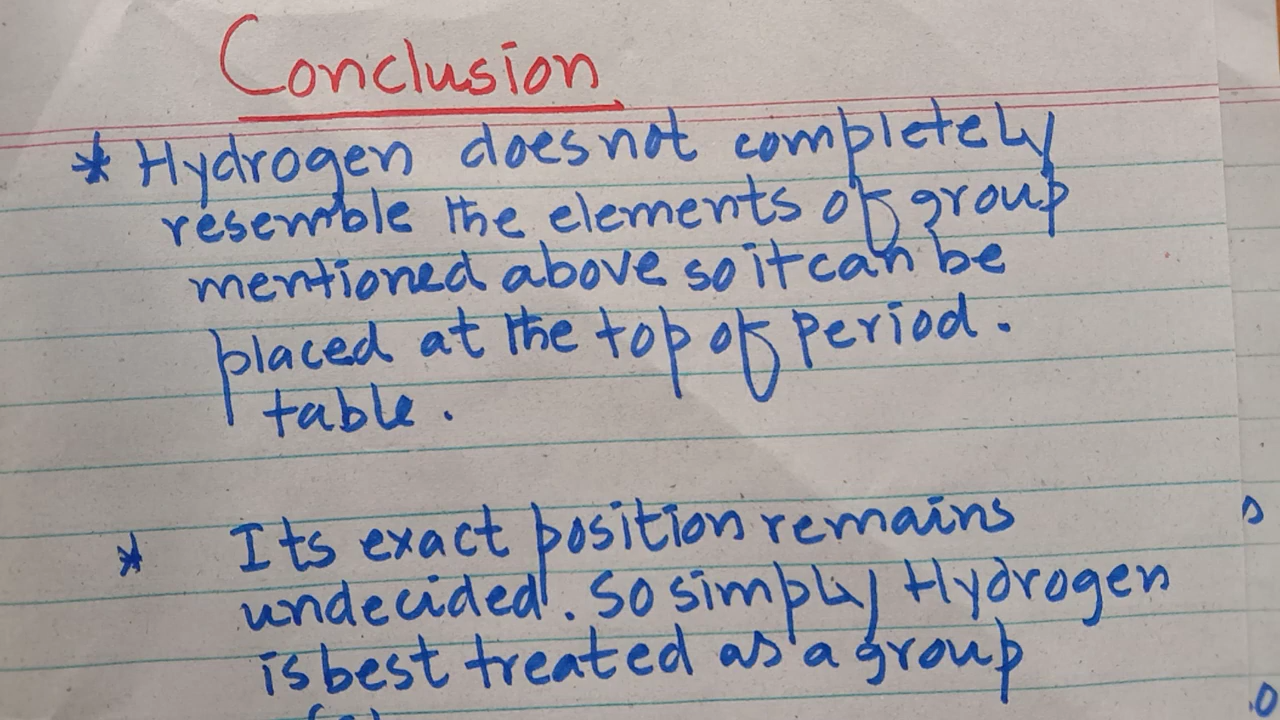 Conclusion
* Hydrogen does not completely
resemble the elements of group
mentioned above so it can be
placed at the top of period.
table.
* Its exact position remains
undecided. So simply Hydrogen
is best treated as a group